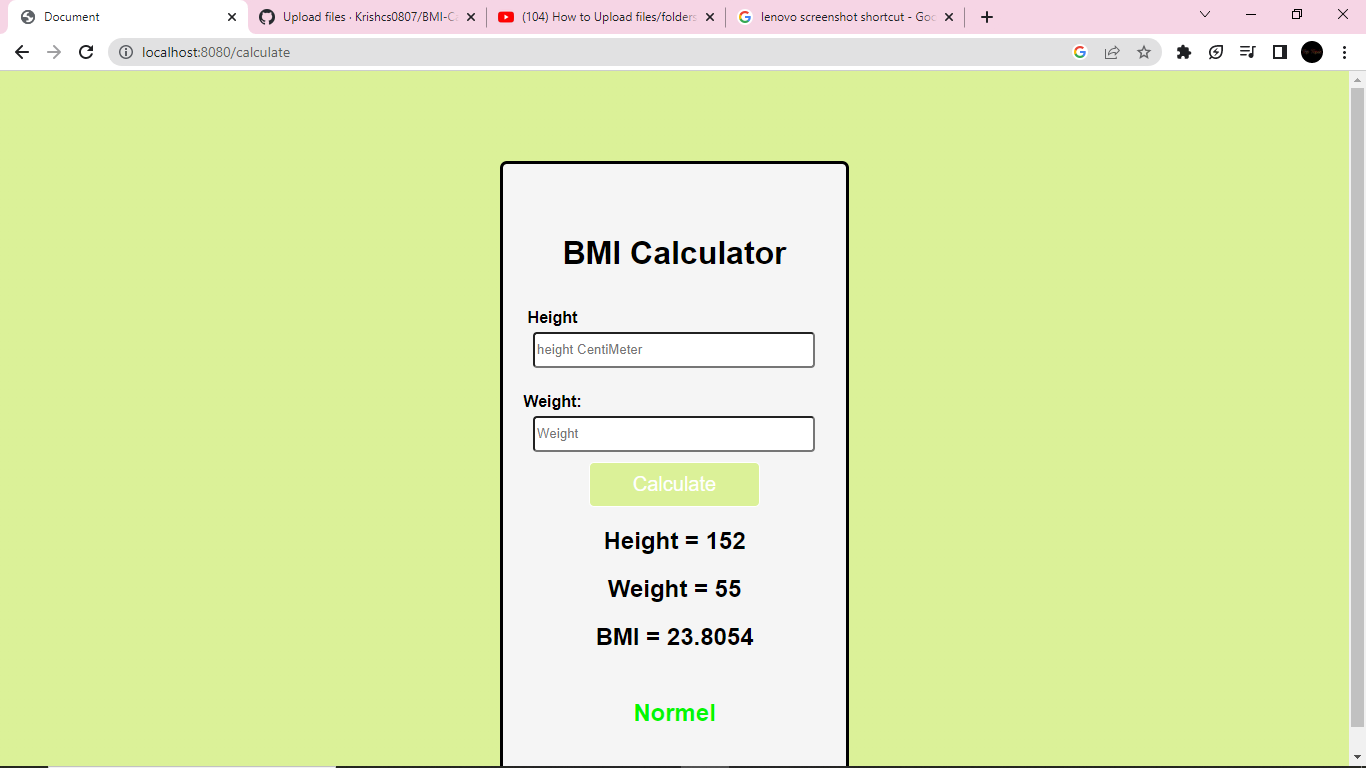 Document
Upload files · Krishcs0807/BMI-Ca
(104) How to Upload files/folders
lenovo screenshot shortcut - Goo
localhost:8080/calculate
BMI Calculator
Height
height CentiMeter
Weight:
Weight
Calculate
Height = 152
Weight = 55
BMI = 23.8054
Normel